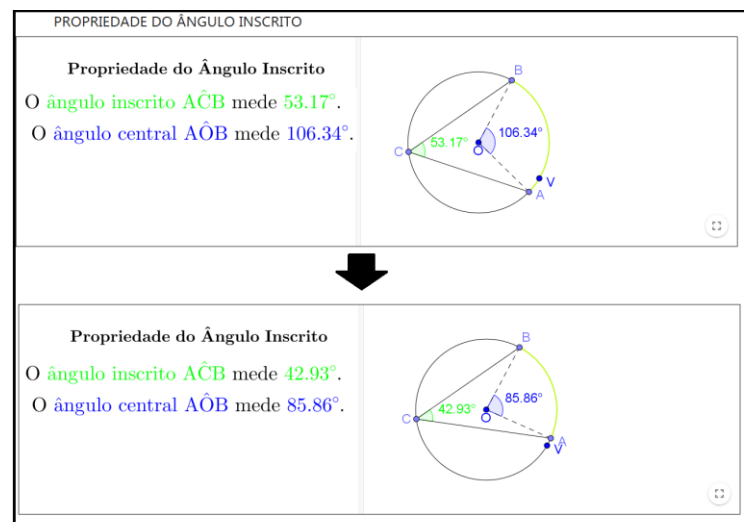 PROPRIEDADE DO ÂNGULO INSCRITO
Propriedade do Ângulo Inscrito
O ângulo inscrito AĈB mede 53.17°.
O ângulo central AÔB mede 106.34°.
B
106.34°
53.17°
C
O
V
A
Propriedade do Ângulo Inscrito
O ângulo inscrito AĈB mede 42.93°.
O ângulo central AÔB mede 85.86°.
B
85.86°
42.93°
C
O
A
V